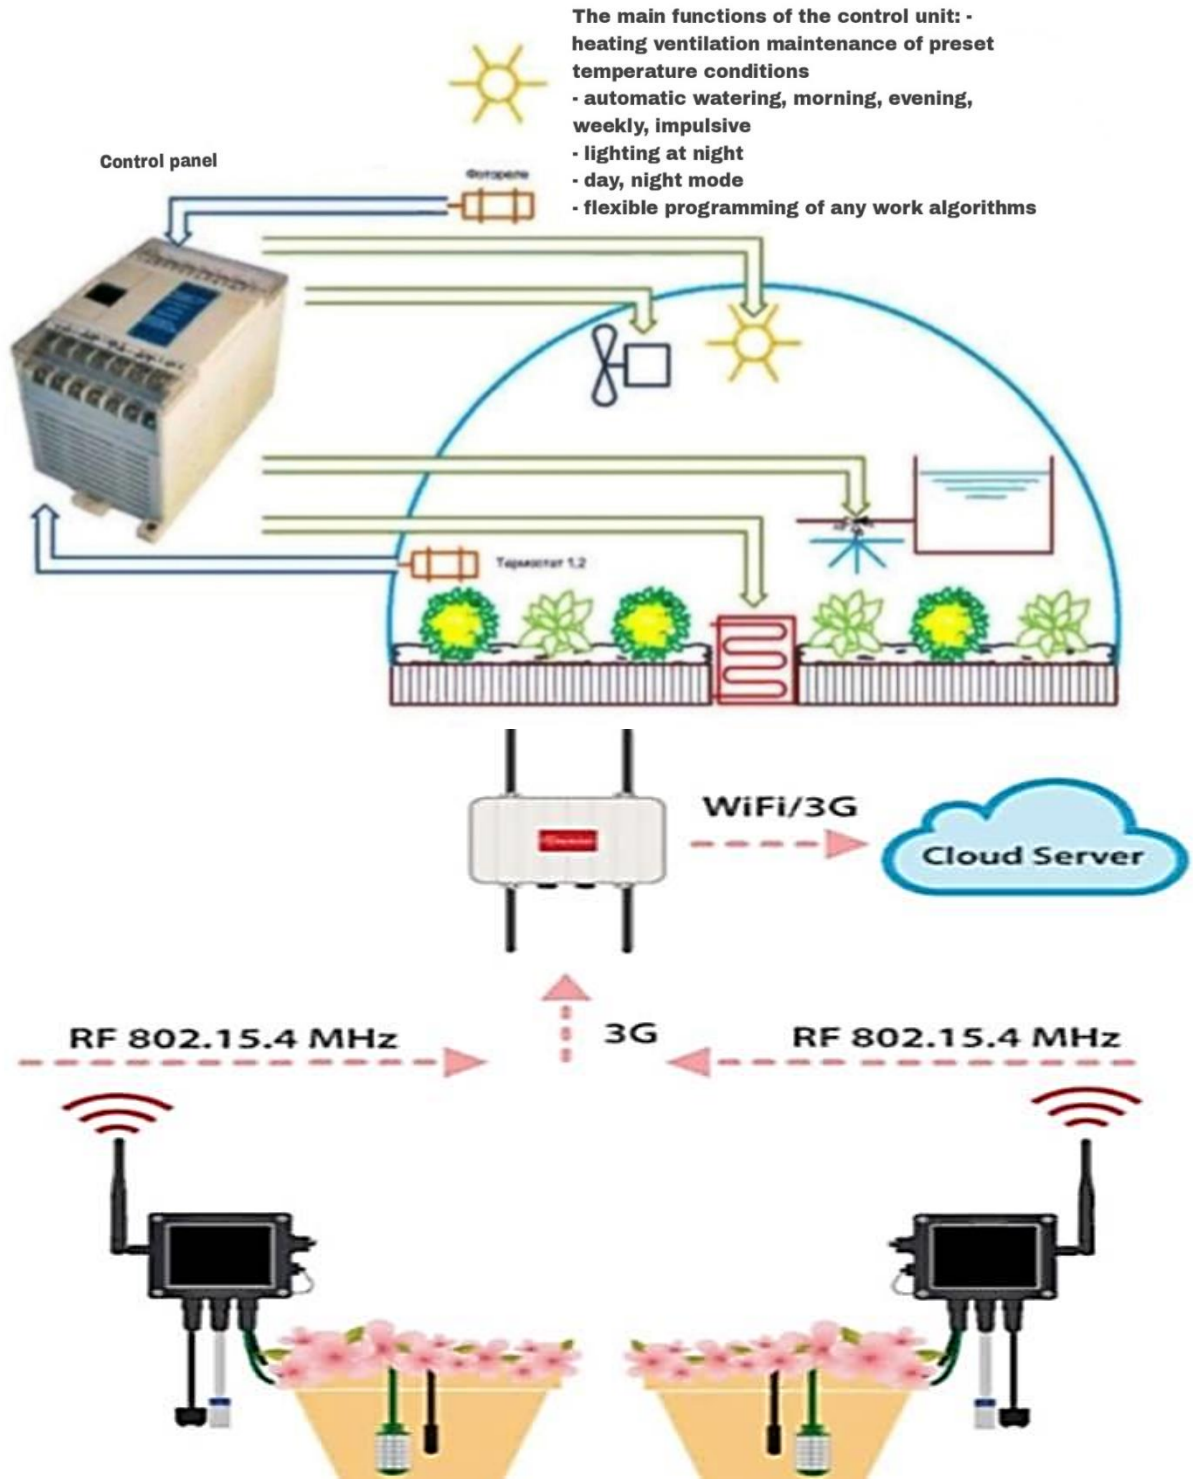 The main functions of the control unit: -
heating ventilation maintenance of preset
temperature conditions
- automatic watering, morning, evening,
weekly, impulsive
- lighting at night
- day, night mode
- flexible programming of any work algorithms
Control panel
Фотореле
Термостат 1,2
WiFi/3G
Cloud Server
RF 802.15.4 MHz
3G
RF 802.15.4 MHz